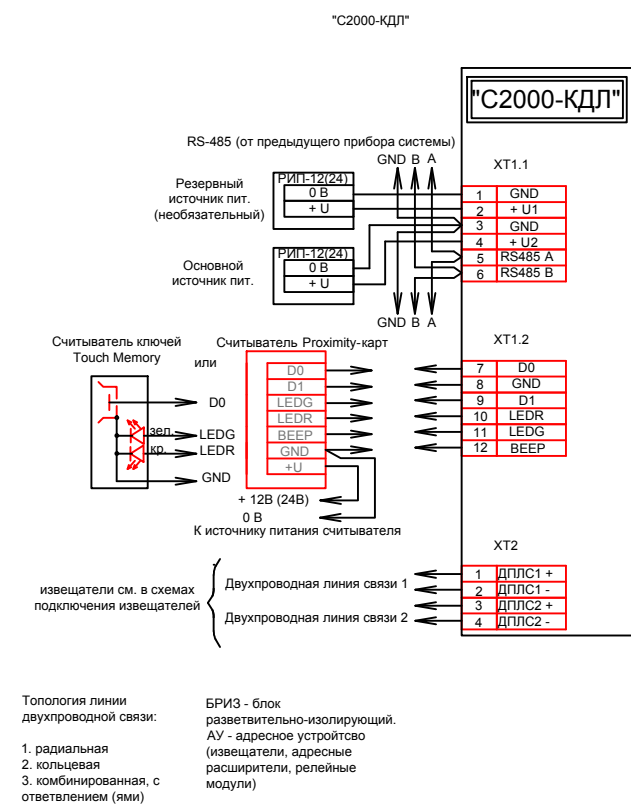 "С2000-КДЛ"
"С2000-КДЛ"
RS-485 (от предыдущего прибора системы)
GND B A
XT1.1
Резервный
источник пит.
(необязательный)
РИП-12(24)
0 В
+ U
1 GND
2 + U1
3 GND
4 + U2
5 RS485 A
6 RS485 B
Основной
источник пит.
РИП-12(24)
0 В
+ U
GND B A
Считыватель ключей
Touch Memory
или
Считыватель Proximity-карт
XT1.2
D0
зел.
LEDG
кр.
LEDR
GND
D0
D1
LEDG
LEDR
BEEP
GND
+U
7 D0
8 GND
9 D1
10 LEDR
11 LEDG
12 BEEP
+ 12В (24В)
0 В
К источнику питания считывателя
XT2
извещатели см. в схемах
подключения извещателей
Двухпроводная линия связи 1
Двухпроводная линия связи 2
1 ДПЛС1 +
2 ДПЛС1 -
3 ДПЛС2 +
4 ДПЛС2 -
Топология линии
двухпроводной связи:
1. радиальная
2. кольцевая
3. комбинированная, с
ответвлением (ями)
БРИЗ - блок
разветвительно-изолирующий.
АУ - адресное устройтсво
(извещатели, адресные
расширители, релейные
модули)